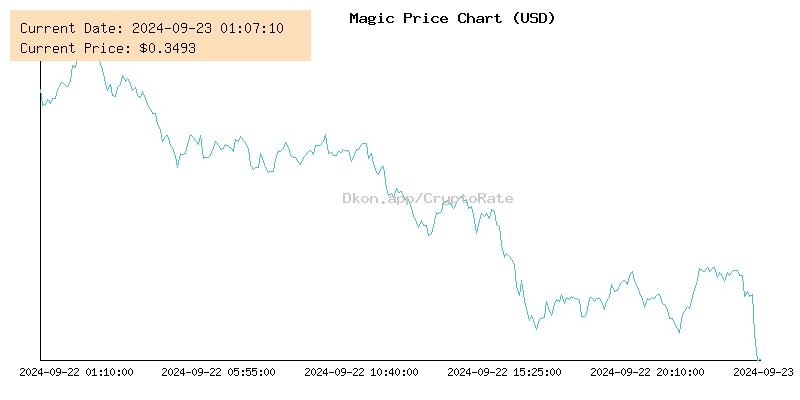 Magic Price Chart (USD)
Current Date: 2024-09-23 01:07:10
Current Price: $0.3493
Dkon.app/CryptoRate
2024-09-22 01:10:00 2024-09-22 05:55:00 2024-09-22 10:40:00 2024-09-22 15:25:00 2024-09-22 20:10:00 2024-09-23